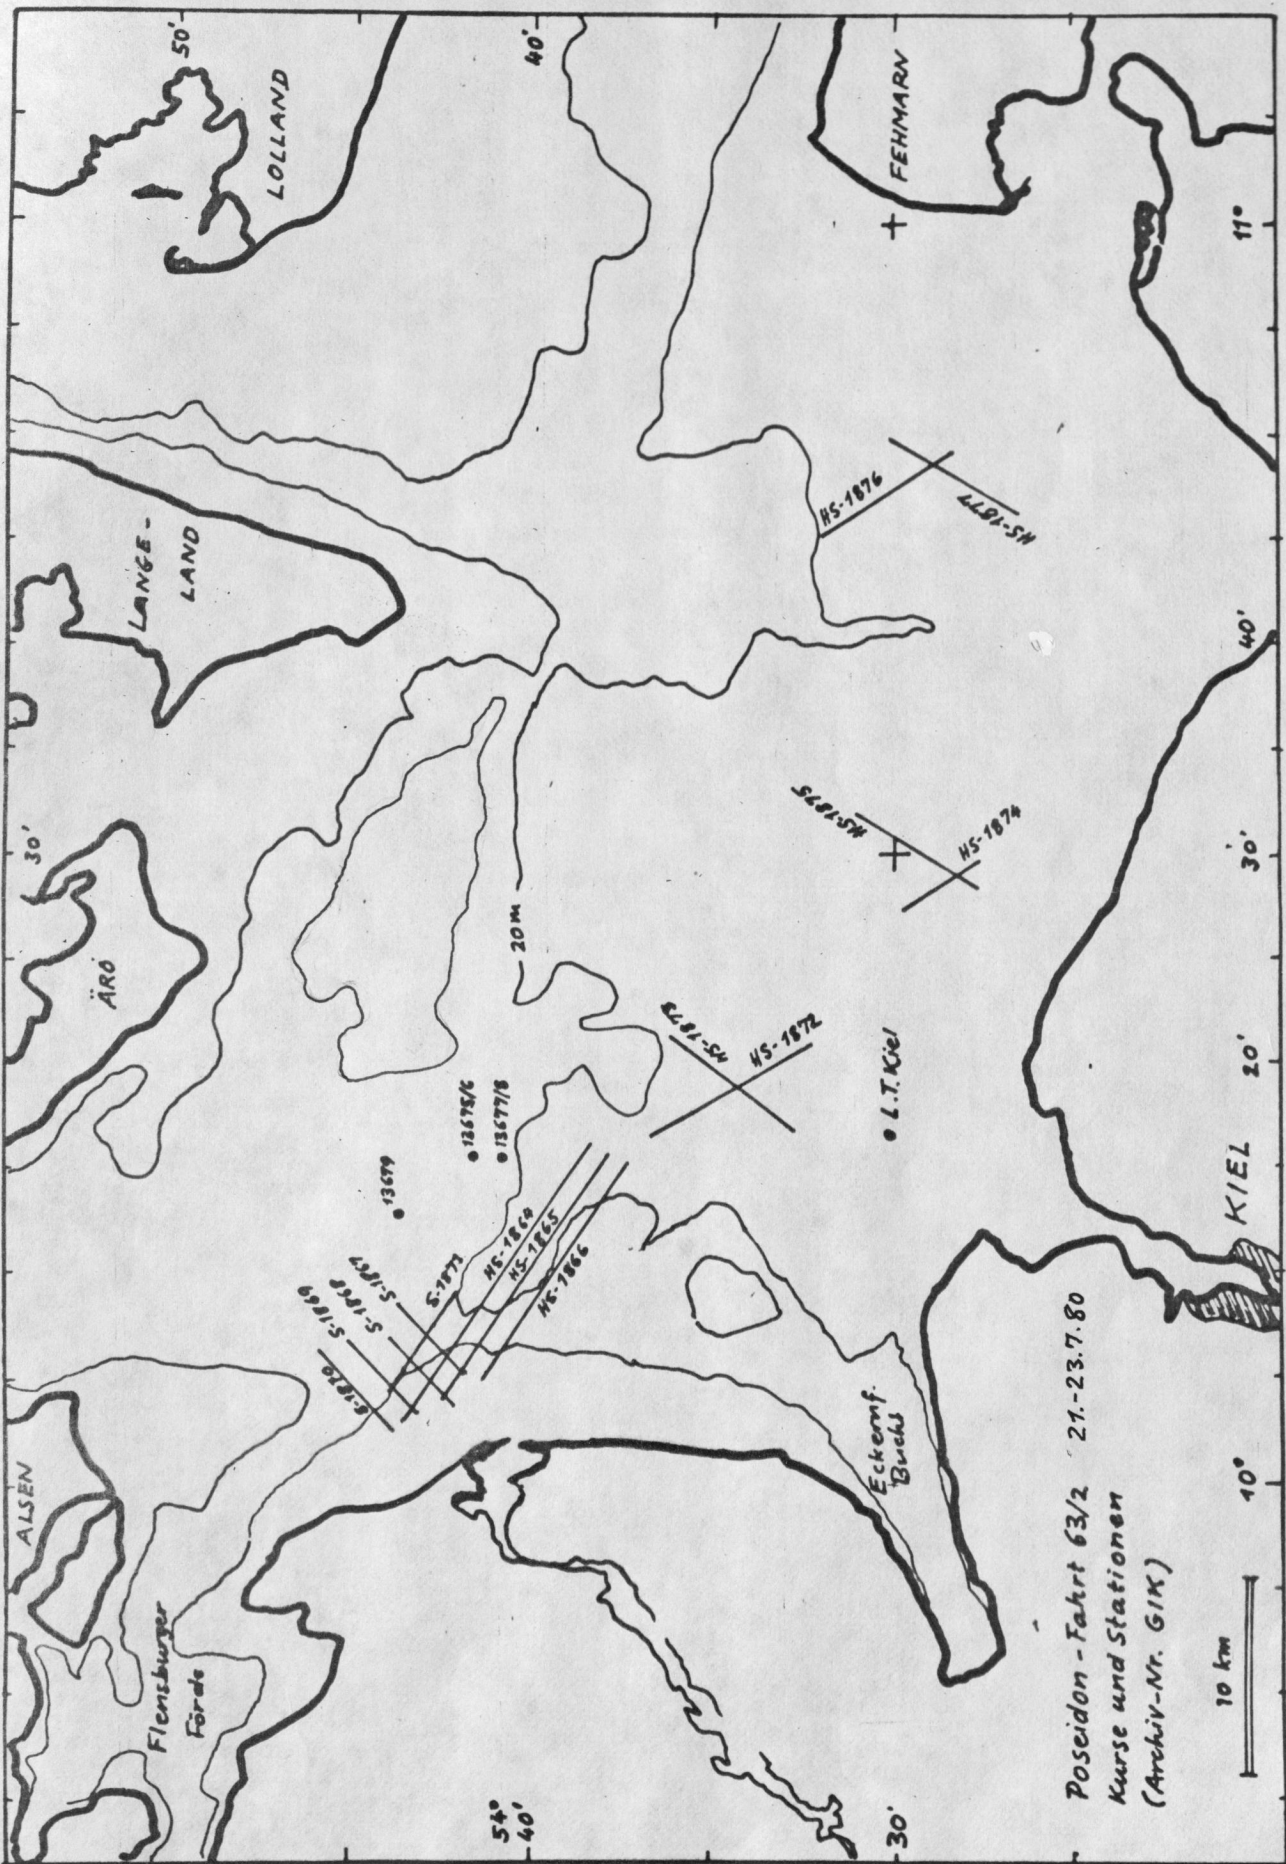 50'
40'
LOLLAND
FEHMARN
11°
LANGE-
LAND
HS-1876
HS-1877
40'
30'
ÄRÖ
20m
HS-1875
HS-1874
30'
HS-1873
HS-1872
L.T. Kiel
20'
13675/6
13677/8
13679
KIEL
S-1867
S-1868
S-1869
S-1870
S-1871
HS-1864
HS-1865
HS-1866
ALSEN
Flensburger
Förde
Eckernf.
Bucht
10°
54°
40'
30'
Poseidon-Fahrt 63/2 21.-23.7.80
Kurse und Stationen
(Archiv-Nr. GIK)
10 km